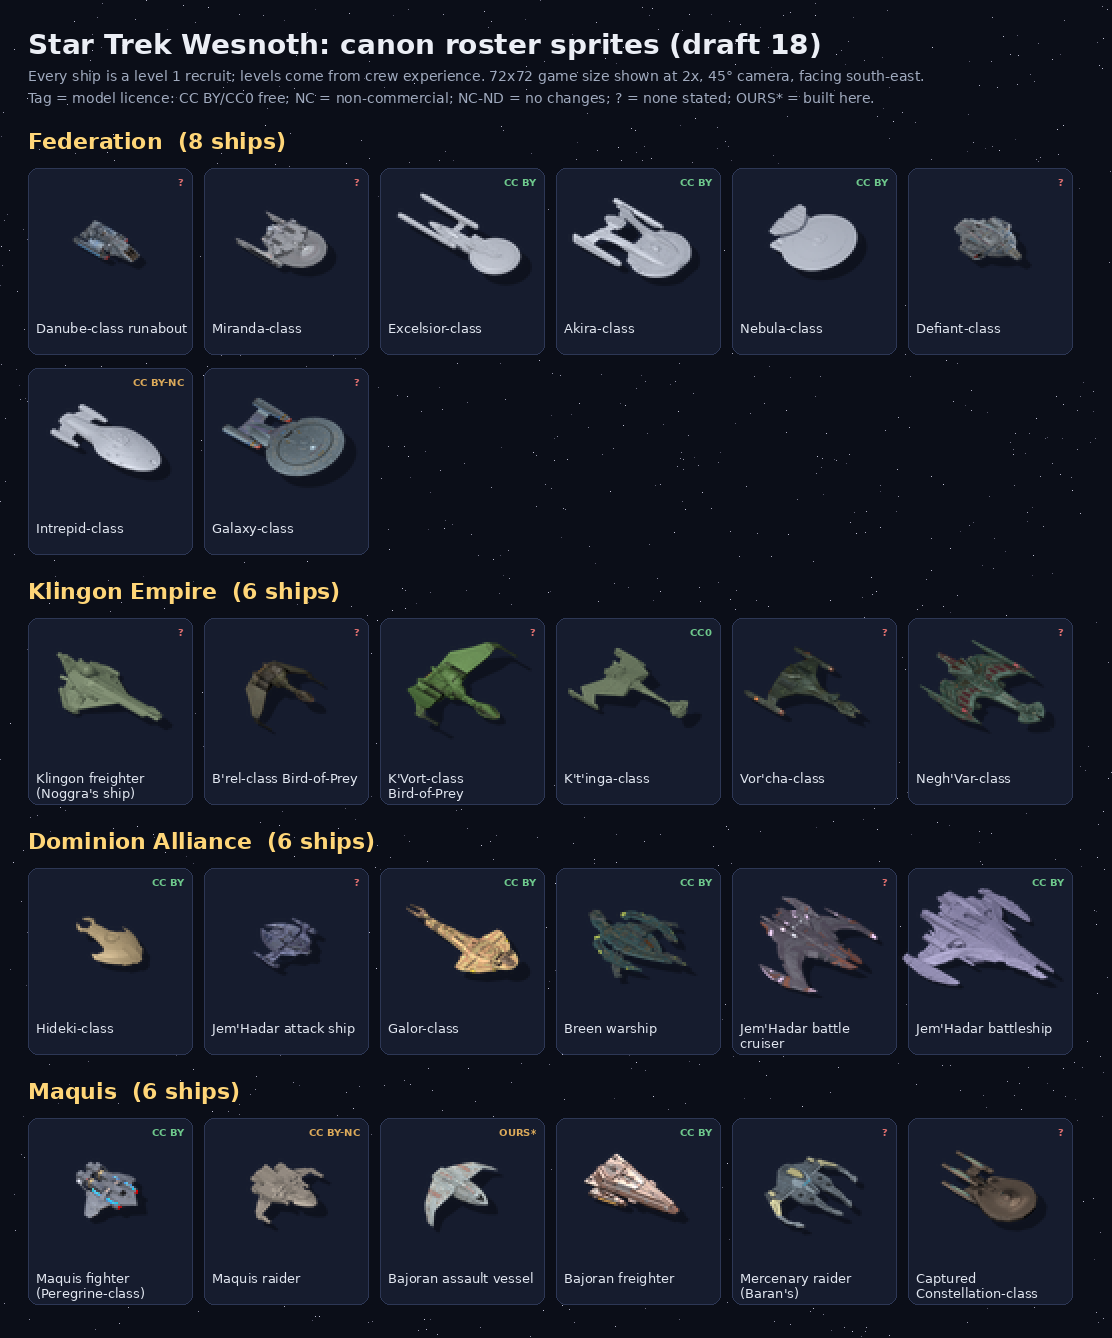 Star Trek Wesnoth: canon roster sprites (draft 18)
Every ship is a level 1 recruit; levels come from crew experience. 72x72 game size shown at 2x, 45° camera, facing south-east.
Tag = model licence: CC BY/CC0 free; NC = non-commercial; NC-ND = no changes; ? = none stated; OURS* = built here.
Federation (8 ships)
?
Danube-class runabout
?
Miranda-class
CC BY
Excelsior-class
CC BY
Akira-class
CC BY
Nebula-class
?
Defiant-class
CC BY-NC
Intrepid-class
?
Galaxy-class
Klingon Empire (6 ships)
?
Klingon freighter
(Noggra's ship)
?
B'rel-class Bird-of-Prey
?
K'Vort-class
Bird-of-Prey
CC0
K't'inga-class
?
Vor'cha-class
?
Negh'Var-class
Dominion Alliance (6 ships)
CC BY
Hideki-class
?
Jem'Hadar attack ship
CC BY
Galor-class
CC BY
Breen warship
?
Jem'Hadar battle
cruiser
CC BY
Jem'Hadar battleship
Maquis (6 ships)
CC BY
Maquis fighter
(Peregrine-class)
CC BY-NC
Maquis raider
OURS*
Bajoran assault vessel
CC BY
Bajoran freighter
?
Mercenary raider
(Baran's)
?
Captured
Constellation-class